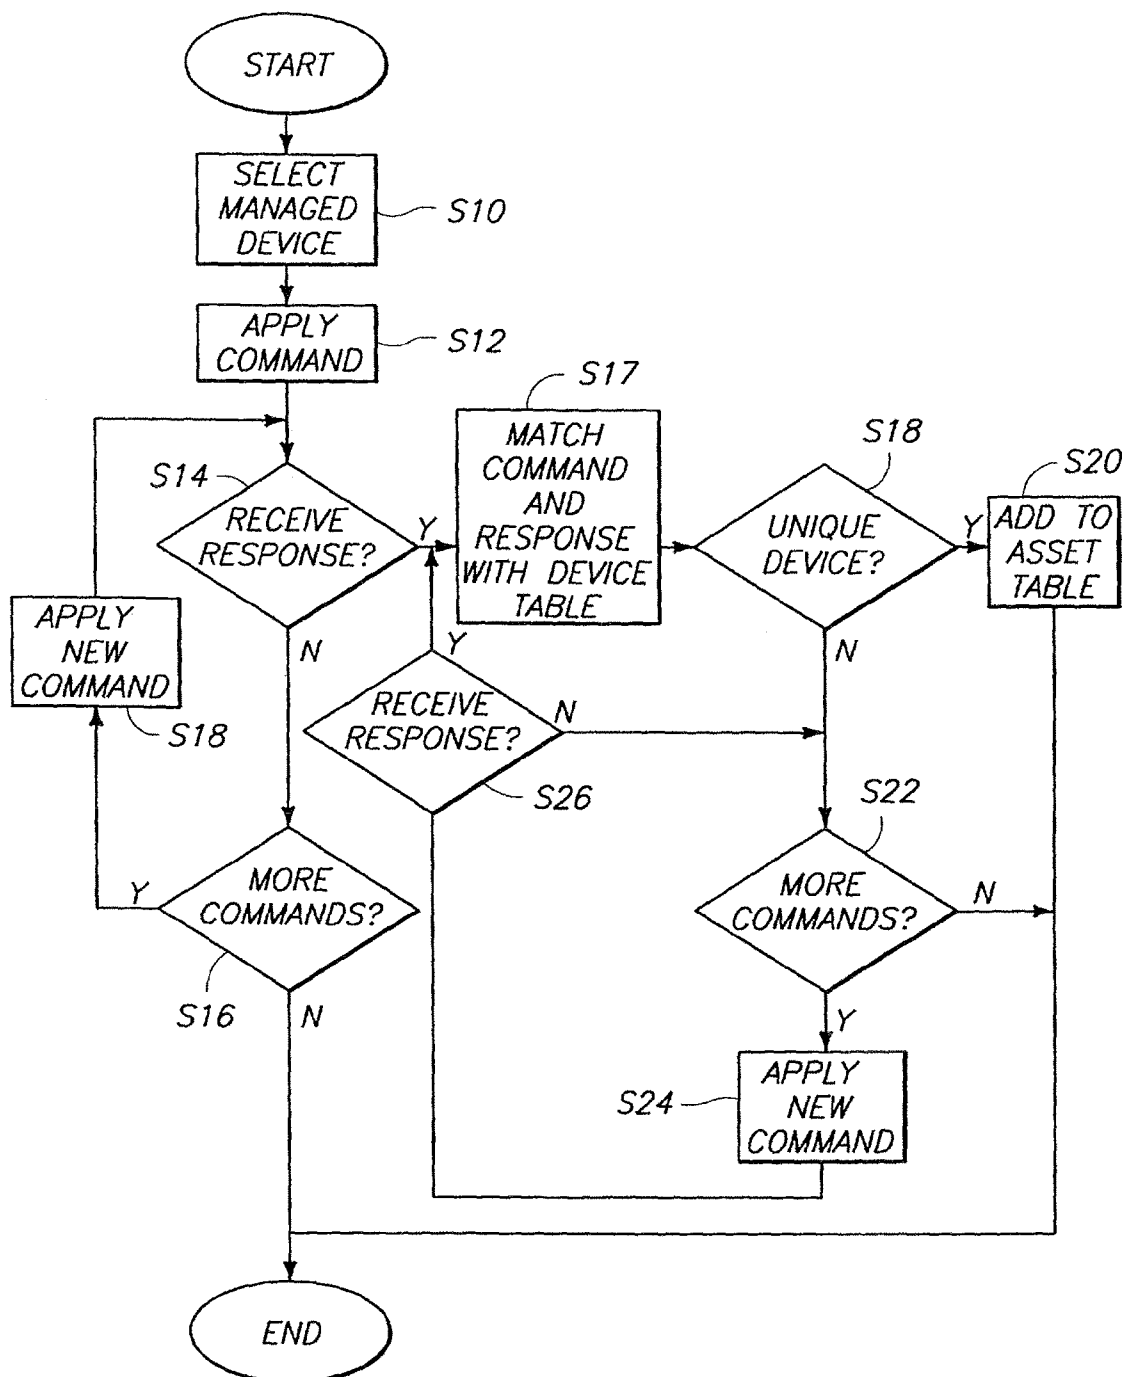 START
SELECT
MANAGED
DEVICE
S10
APPLY
COMMAND
S12
S14
RECEIVE
RESPONSE?
Y
N
S17
MATCH
COMMAND
AND
RESPONSE
WITH DEVICE
TABLE
S18
UNIQUE
DEVICE?
Y
N
S20
ADD TO
ASSET
TABLE
APPLY
NEW
COMMAND
S18
Y
RECEIVE
RESPONSE?
N
S26
S22
MORE
COMMANDS?
N
Y
Y
MORE
COMMANDS?
S16
N
S24
APPLY
NEW
COMMAND
END